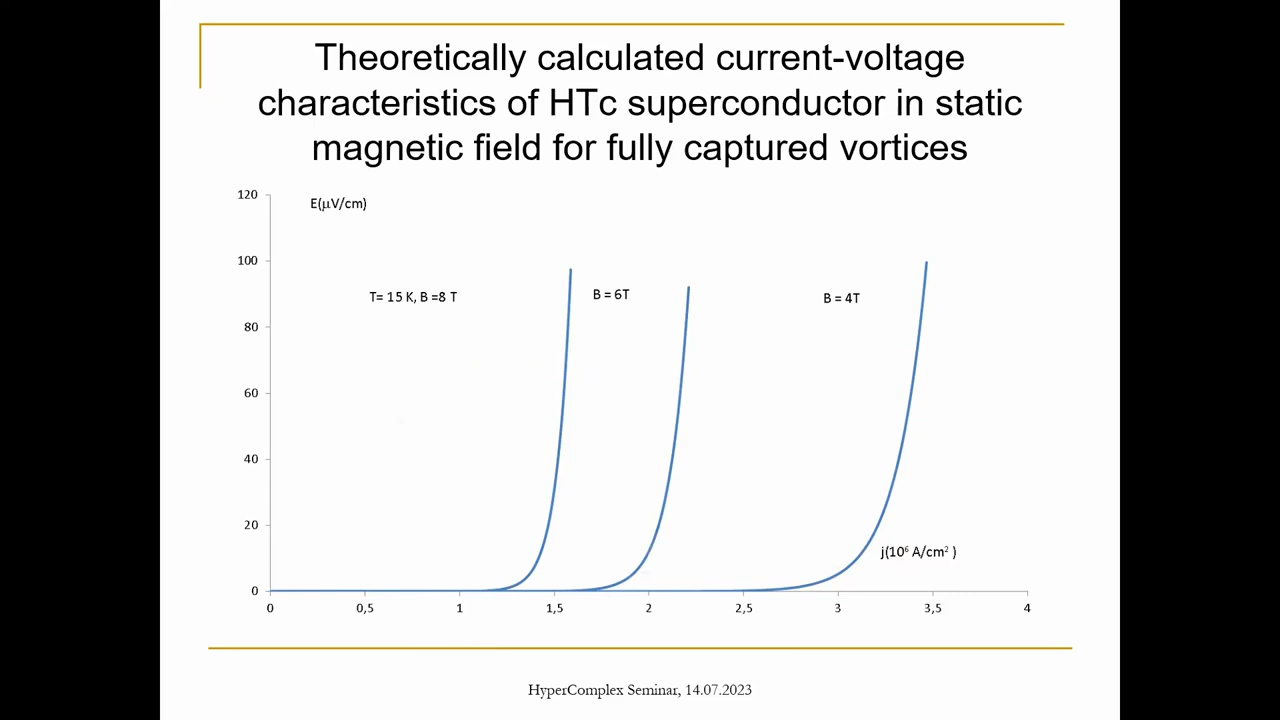 Theoretically calculated current-voltage
characteristics of HTc superconductor in static
magnetic field for fully captured vortices
120
E(μV/cm)
100
T= 15 K, B =8 T
B = 6T
B = 4T
80
60
40
20
j(10⁶ A/cm² )
0
0 0,5 1 1,5 2 2,5 3 3,5 4
HyperComplex Seminar, 14.07.2023